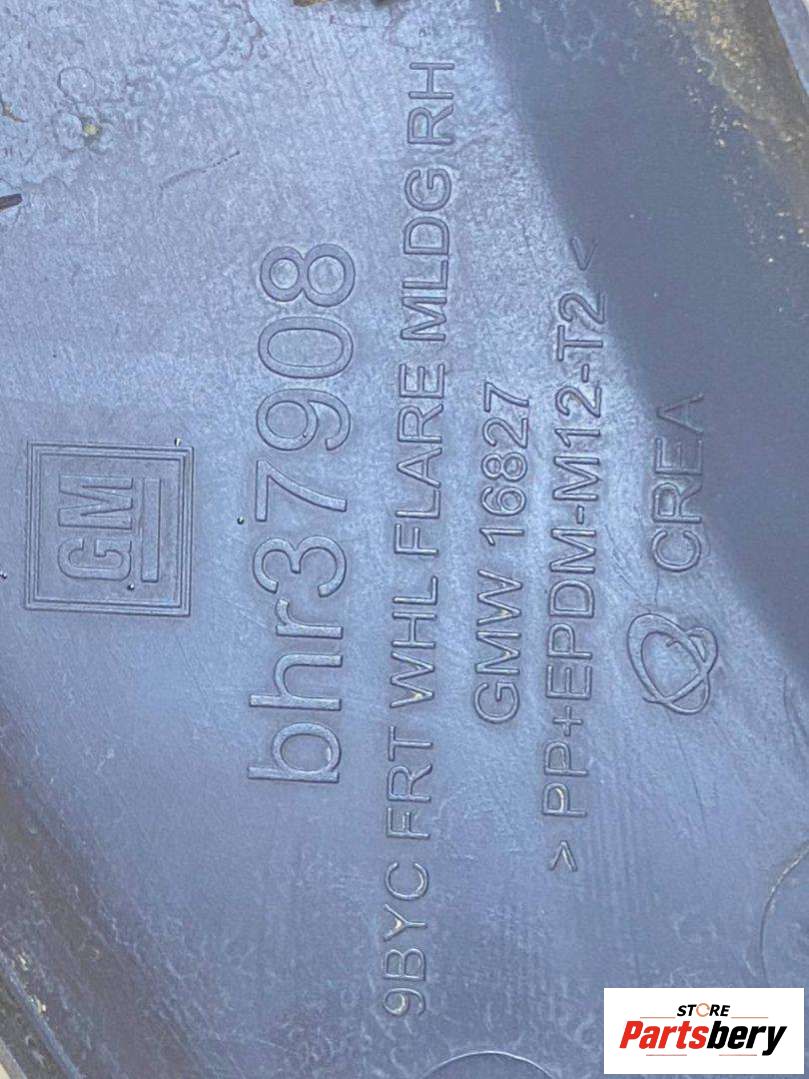 GM
bhr37908
9BYC FRT WHL FLARE MLDG RH
GMW 16827
> PP+EPDM-M12-T2 <
CREA
STORE
Partsbery